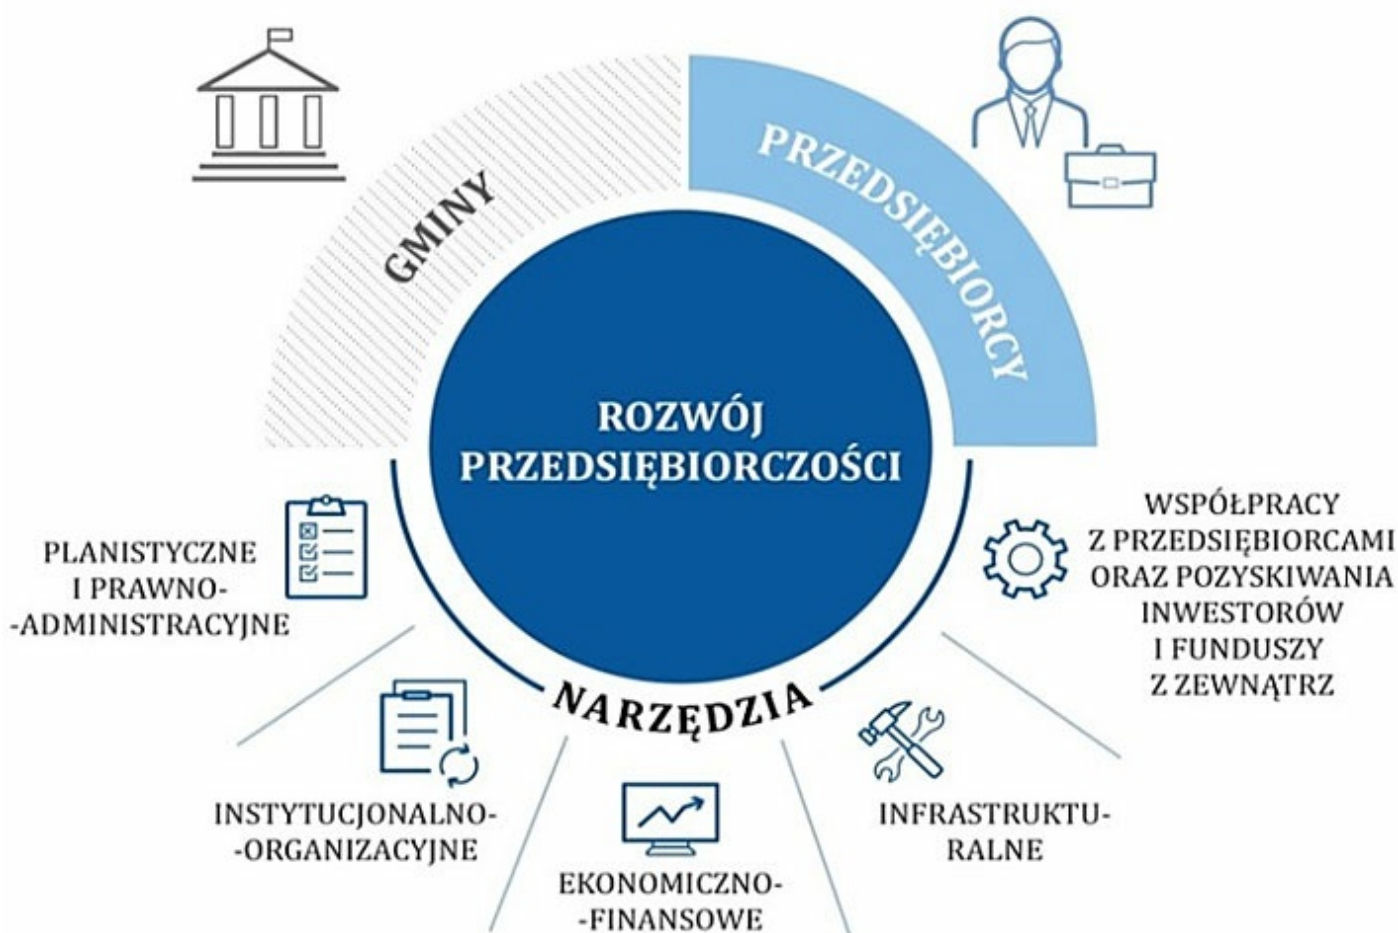 GMINY
PRZEDSIĘBIORCY
ROZWÓJ
PRZEDSIĘBIORCZOŚCI
NARZĘDZIA
PLANISTYCZNE
I PRAWNO-
-ADMINISTRACYJNE
INSTYTUCJONALNO-
-ORGANIZACYJNE
EKONOMICZNO-
-FINANSOWE
INFRASTRUKTU-
RALNE
WSPÓŁPRACY
Z PRZEDSIĘBIORCAMI
ORAZ POZYSKIWANIA
INWESTORÓW
I FUNDUSZY
Z ZEWNĄTRZ